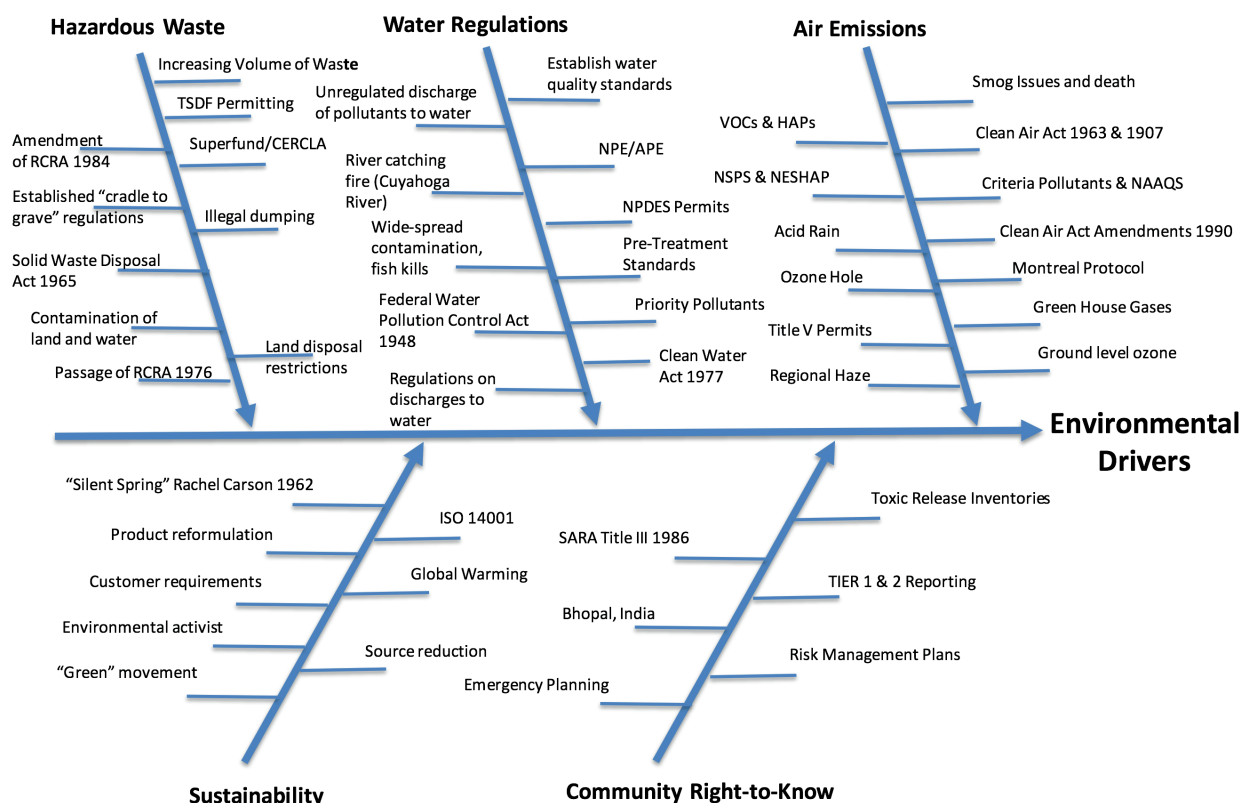 Hazardous Waste
Increasing Volume of Waste
TSDF Permitting
Amendment
of RCRA 1984
Superfund/CERCLA
Established “cradle to
grave” regulations
Illegal dumping
Solid Waste Disposal
Act 1965
Contamination of
land and water
Land disposal
restrictions
Passage of RCRA 1976
Water Regulations
Establish water
quality standards
Unregulated discharge
of pollutants to water
NPE/APE
River catching
fire (Cuyahoga
River)
NPDES Permits
Wide-spread
contamination,
fish kills
Pre-Treatment
Standards
Federal Water
Pollution Control Act
1948
Priority Pollutants
Clean Water
Act 1977
Regulations on
discharges to
water
Air Emissions
Smog Issues and death
VOCs & HAPs
Clean Air Act 1963 & 1907
NSPS & NESHAP
Criteria Pollutants & NAAQS
Acid Rain
Clean Air Act Amendments 1990
Ozone Hole
Montreal Protocol
Green House Gases
Title V Permits
Ground level ozone
Regional Haze
Environmental
Drivers
“Silent Spring” Rachel Carson 1962
ISO 14001
Product reformulation
Global Warming
Customer requirements
Environmental activist
Source reduction
“Green” movement
Sustainability
Toxic Release Inventories
SARA Title III 1986
TIER 1 & 2 Reporting
Bhopal, India
Risk Management Plans
Emergency Planning
Community Right-to-Know